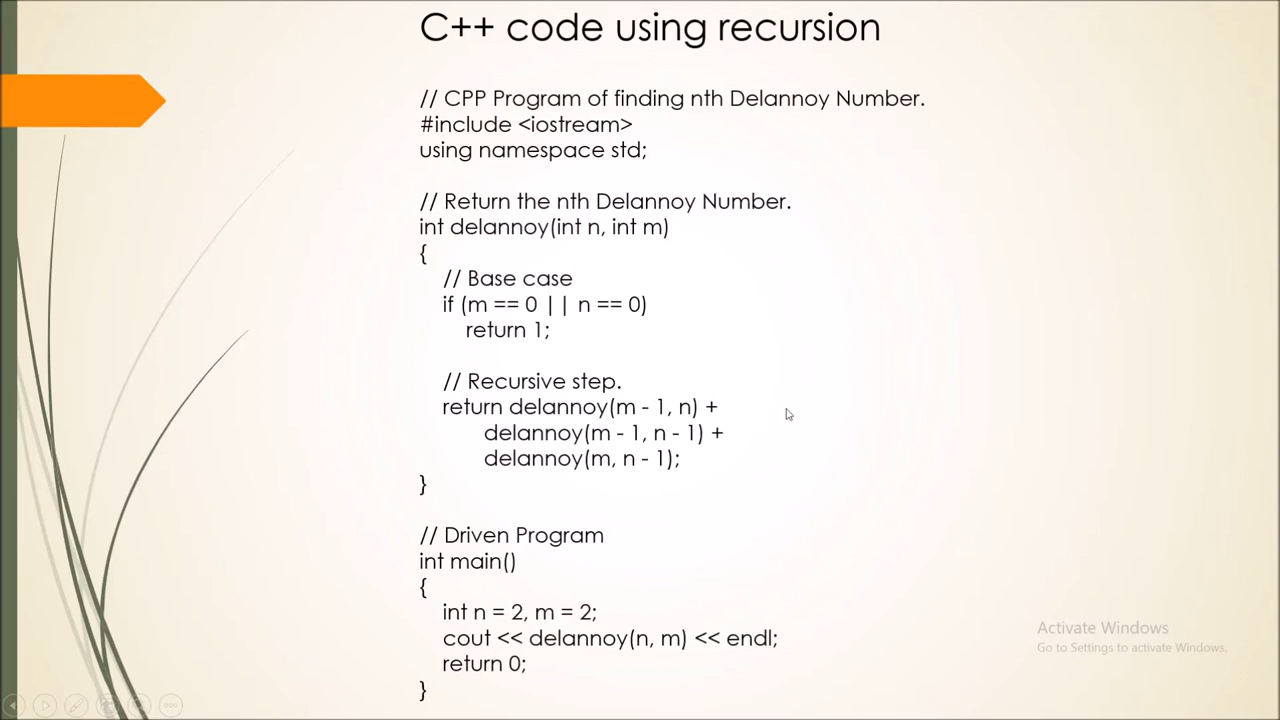 C++ code using recursion
// CPP Program of finding nth Delannoy Number.
#include <iostream>
using namespace std;
// Return the nth Delannoy Number.
int delannoy(int n, int m)
{
// Base case
if (m == 0 || n == 0)
return 1;
// Recursive step.
return delannoy(m - 1, n) +
delannoy(m - 1, n - 1) +
delannoy(m, n - 1);
}
// Driven Program
int main()
{
int n = 2, m = 2;
cout << delannoy(n, m) << endl;
return 0;
}
Activate Windows
Go to Settings to activate Windows.